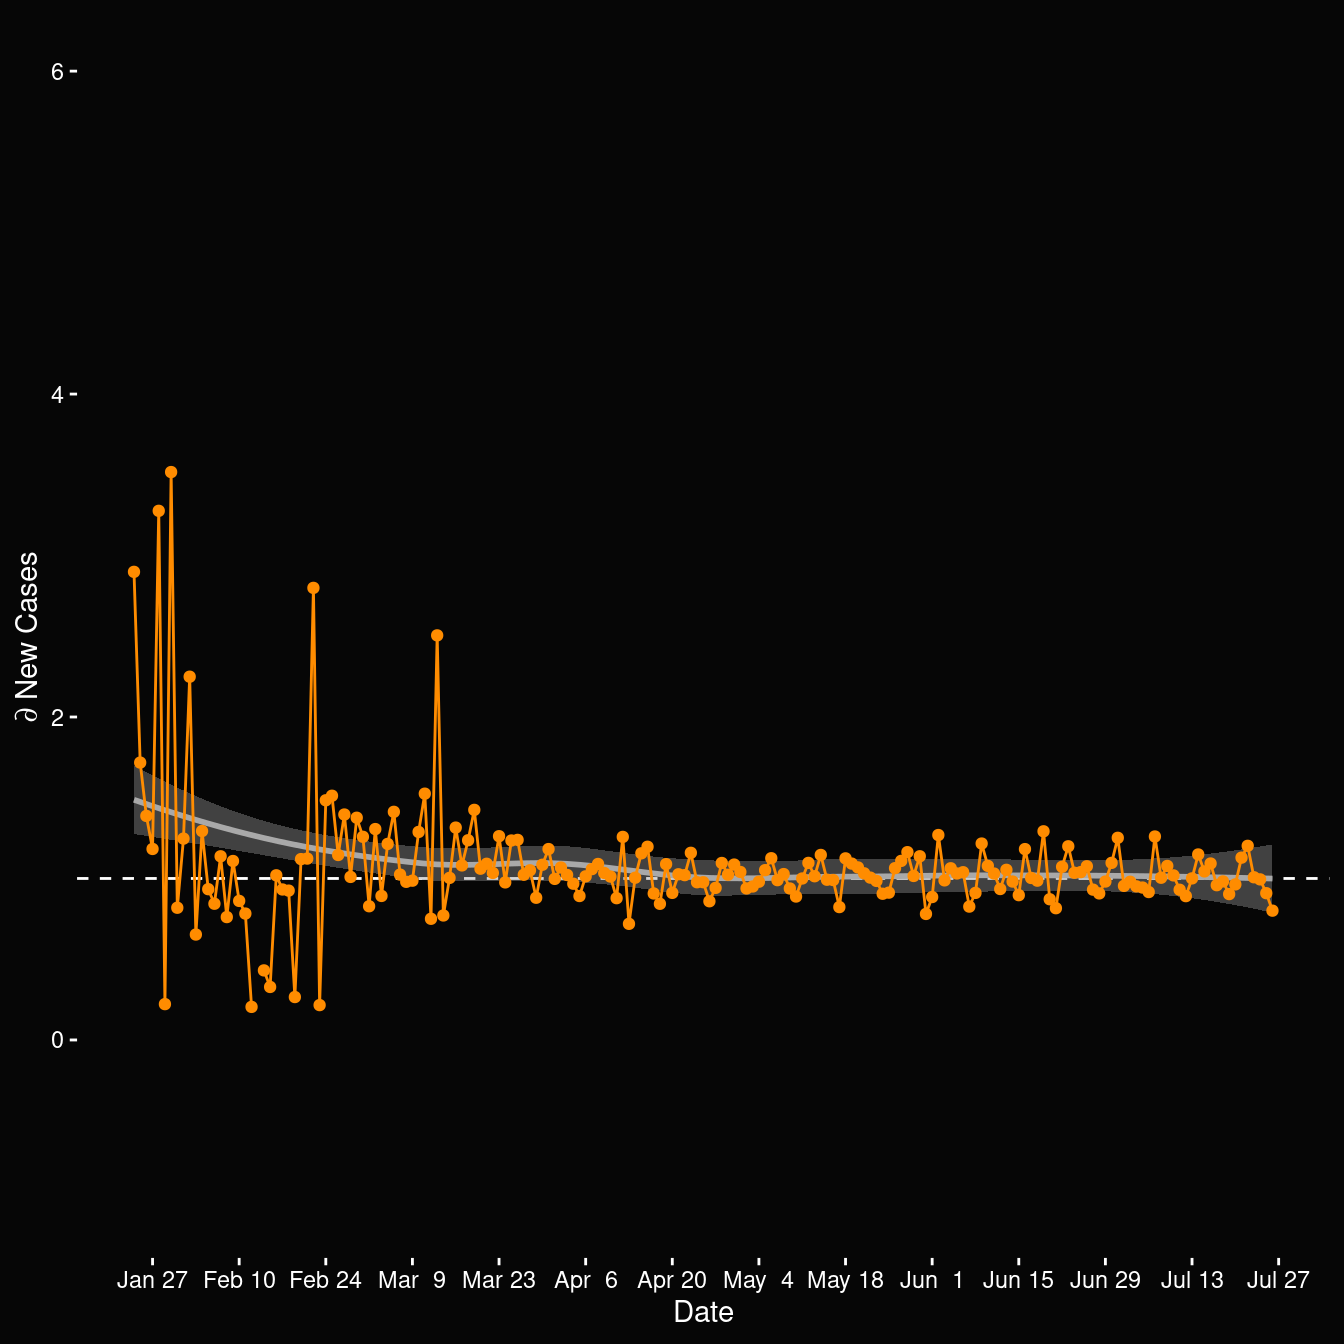 6
4
2
0
∂ New Cases
Jan 27 Feb 10 Feb 24 Mar 9 Mar 23 Apr 6 Apr 20 May 4 May 18 Jun 1 Jun 15 Jun 29 Jul 13 Jul 27
Date